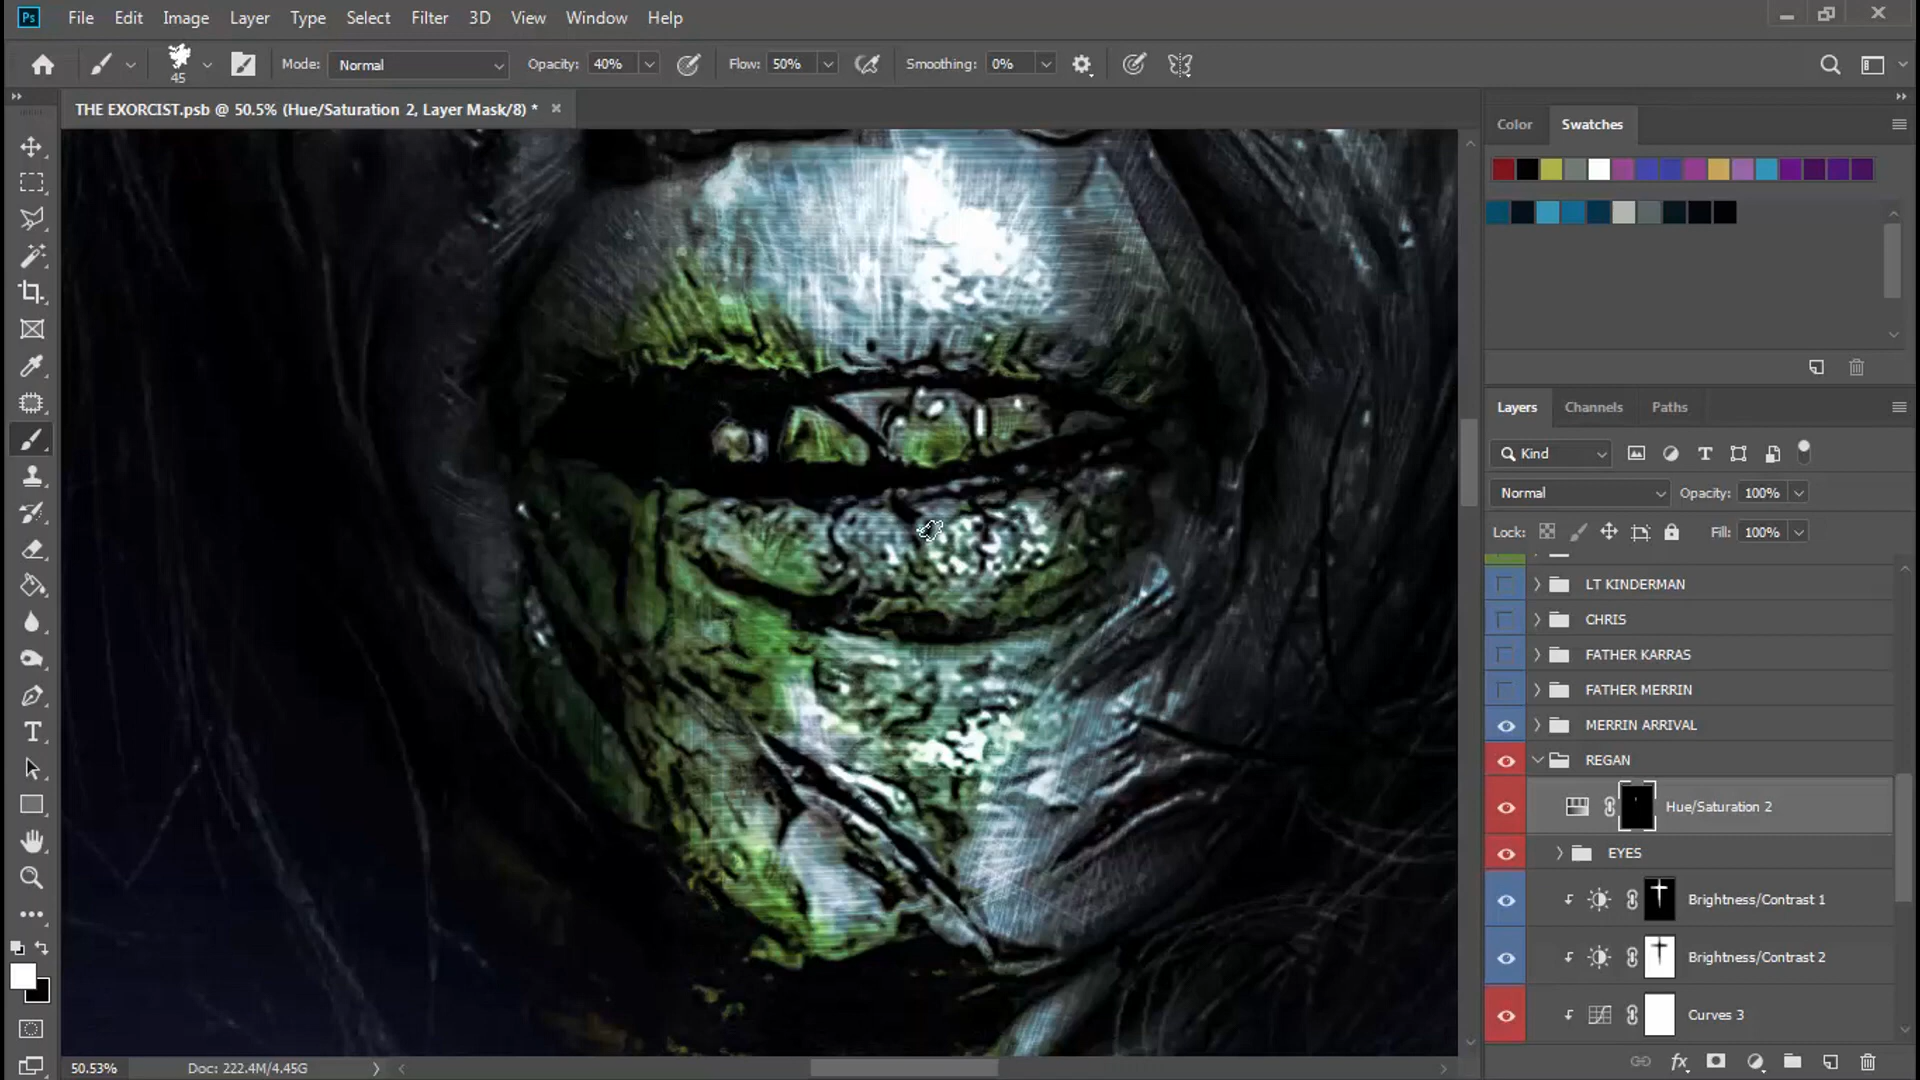 Ps File Edit Image Layer Type Select Filter 3D View Window Help
45 Mode: Normal Opacity: 40% Flow: 50% Smoothing: 0%
THE EXORCIST.psb @ 50.5% (Hue/Saturation 2, Layer Mask/8) *
Color Swatches
Layers Channels Paths
Kind
Normal Opacity: 100%
Lock: Fill: 100%
LT KINDERMAN
CHRIS
FATHER KARRAS
FATHER MERRIN
MERRIN ARRIVAL
REGAN
Hue/Saturation 2
EYES
Brightness/Contrast 1
Brightness/Contrast 2
Curves 3
50.53% Doc: 222.4M/4.45G